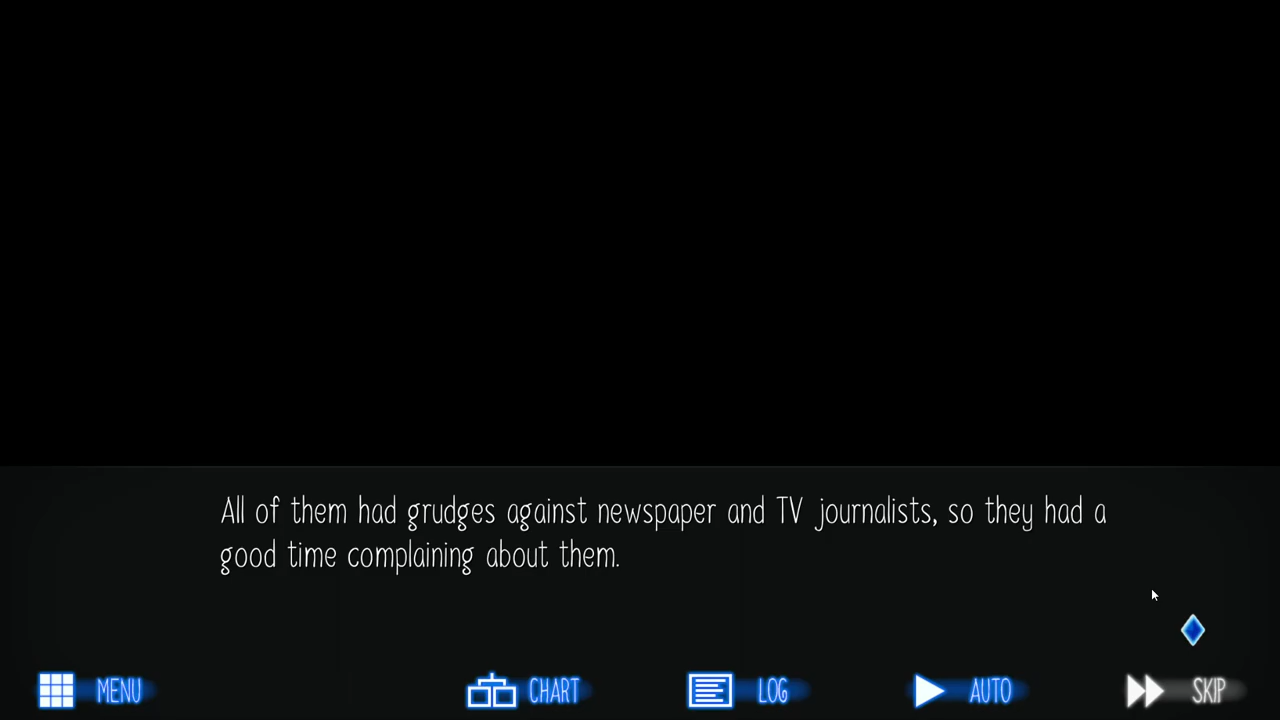 All of them had grudges against newspaper and TV journalists, so they had a
good time complaining about them.
MENU
CHART
LOG
AUTO
SKIP